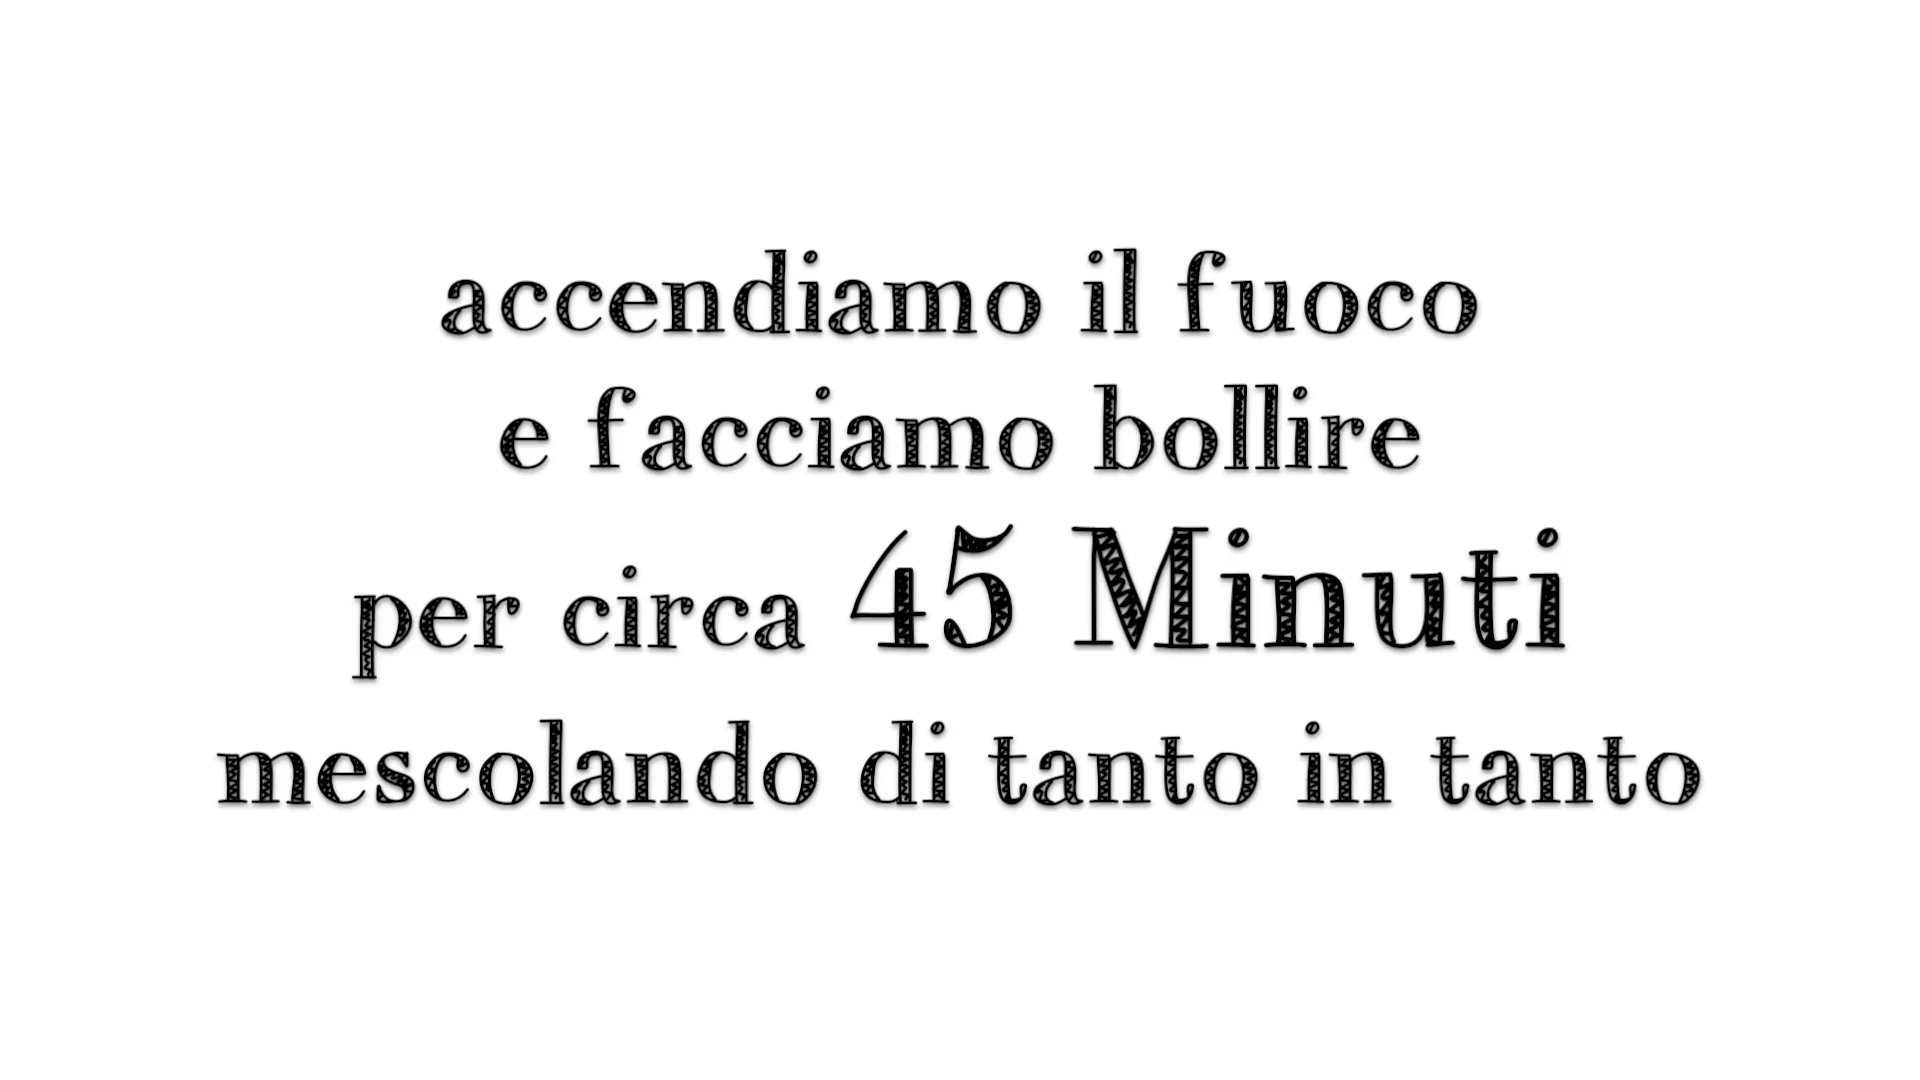 accendiamo il fuoco
e facciamo bollire
per circa 45 Minuti
mescolando di tanto in tanto